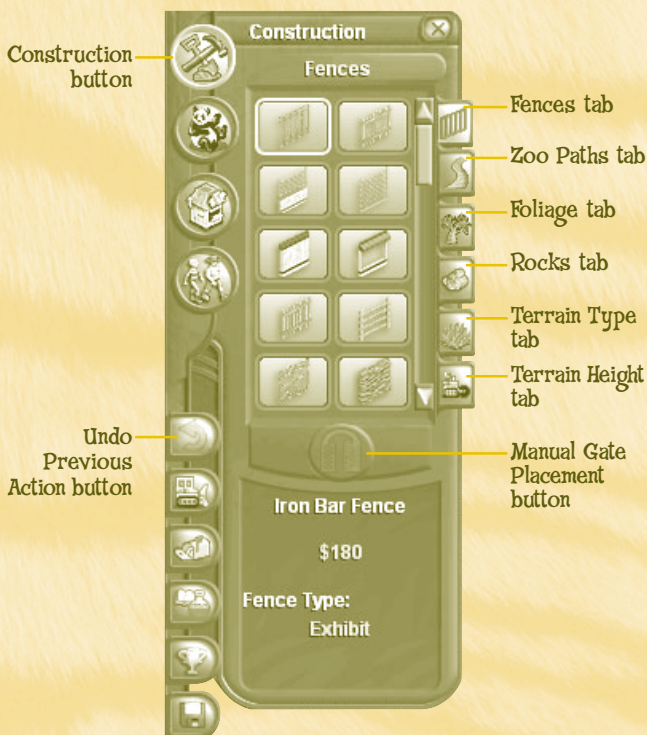 Construction
Fences
Construction
button
Fences tab
Zoo Paths tab
Foliage tab
Rocks tab
Terrain Type
tab
Terrain Height
tab
Undo
Previous
Action button
Manual Gate
Placement
button
Iron Bar Fence
$180
Fence Type:
Exhibit